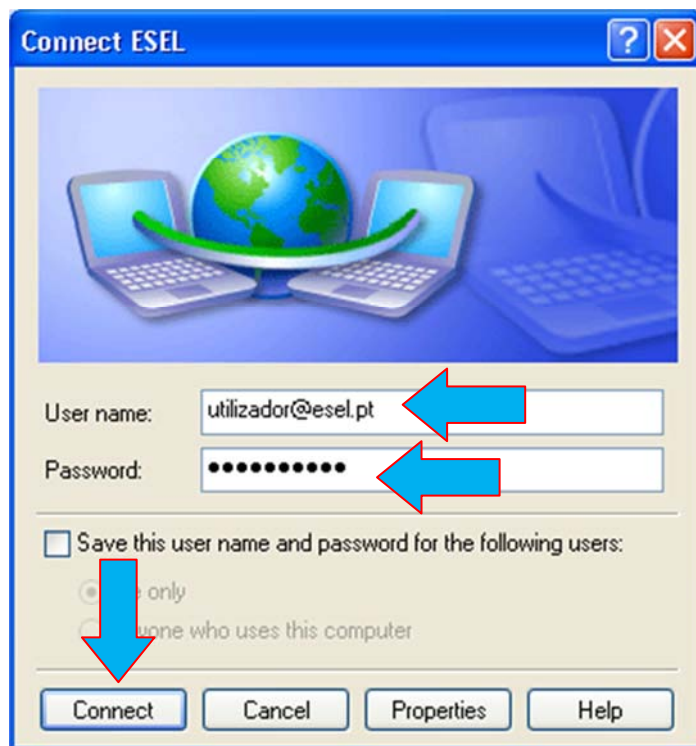 Connect ESEL
User name: utilizador@esel.pt
Password: ●●●●●●●●●●
Save this user name and password for the following users:
only
who uses this computer
Connect Cancel Properties Help